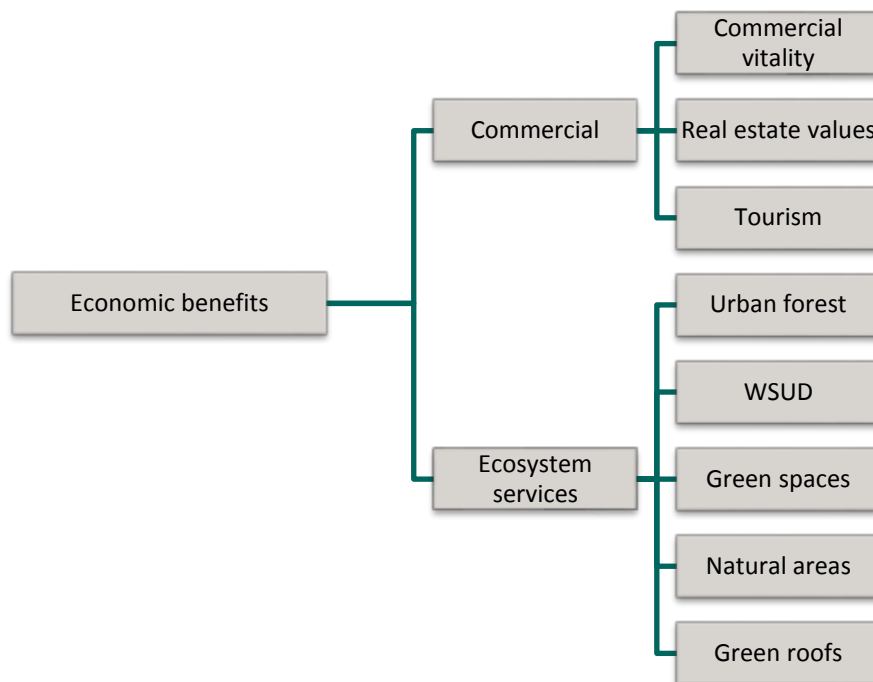 Economic benefits
Commercial
Commercial
vitality
Real estate values
Tourism
Ecosystem
services
Urban forest
WSUD
Green spaces
Natural areas
Green roofs